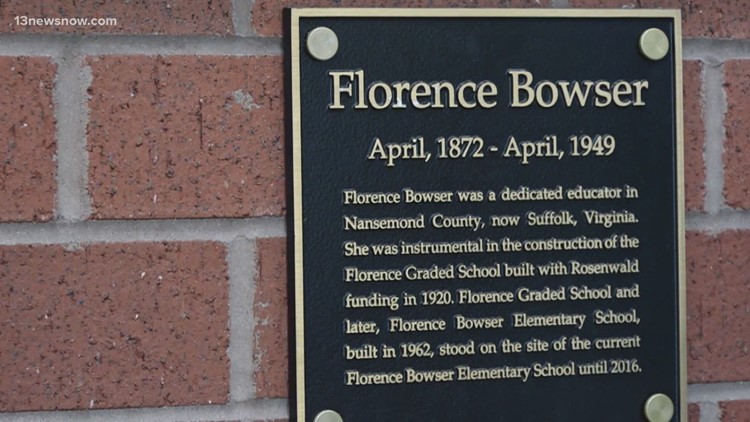 13newsnow.com
Florence Bowser
April, 1872 - April, 1949
Florence Bowser was a dedicated educator in
Nansemond County, now Suffolk, Virginia.
She was instrumental in the construction of the
Florence Graded School built with Rosenwald
funding in 1920. Florence Graded School and
later, Florence Bowser Elementary School,
built in 1962, stood on the site of the current
Florence Bowser Elementary School until 2016.